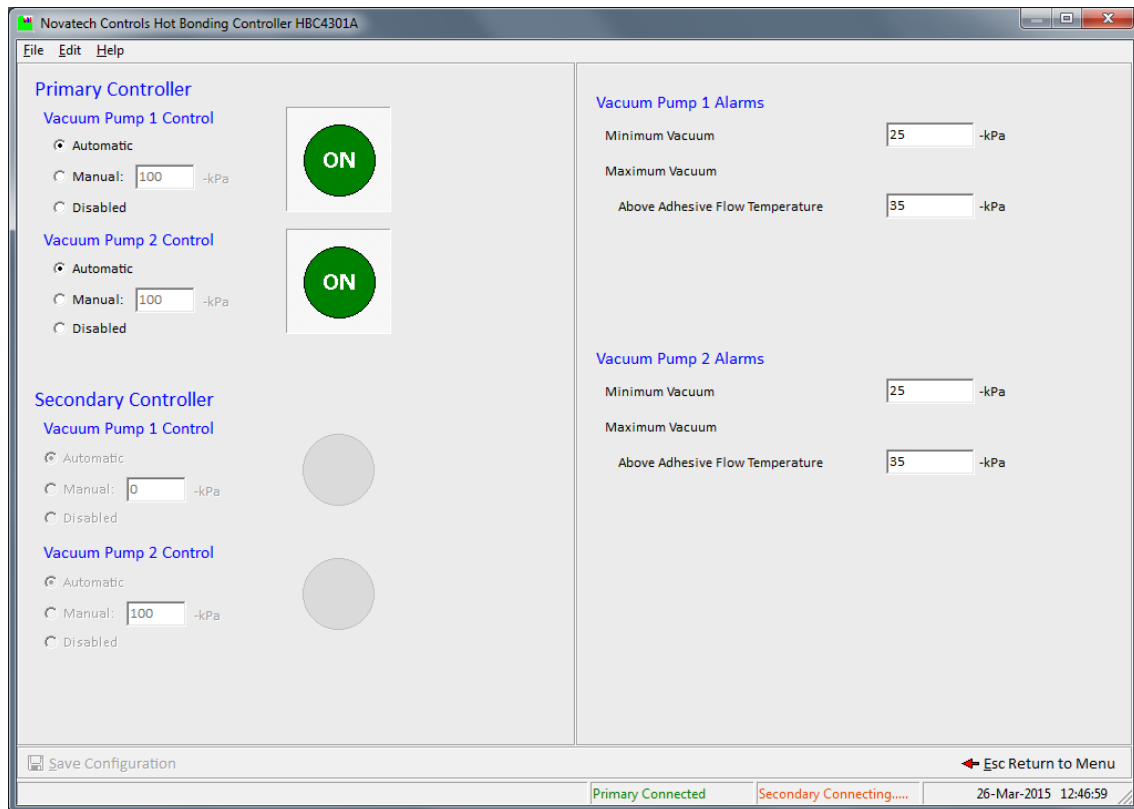 Novatech Controls Hot Bonding Controller HBC4301A
File Edit Help
Primary Controller
Vacuum Pump 1 Control
Automatic
Manual: 100 -kPa
Disabled
ON
Vacuum Pump 2 Control
Automatic
Manual: 100 -kPa
Disabled
ON
Secondary Controller
Vacuum Pump 1 Control
Automatic
Manual: 0 -kPa
Disabled
Vacuum Pump 2 Control
Automatic
Manual: 100 -kPa
Disabled
Vacuum Pump 1 Alarms
Minimum Vacuum 25 -kPa
Maximum Vacuum
Above Adhesive Flow Temperature 35 -kPa
Vacuum Pump 2 Alarms
Minimum Vacuum 25 -kPa
Maximum Vacuum
Above Adhesive Flow Temperature 35 -kPa
Save Configuration
Esc Return to Menu
Primary Connected Secondary Connecting..... 26-Mar-2015 12:46:59